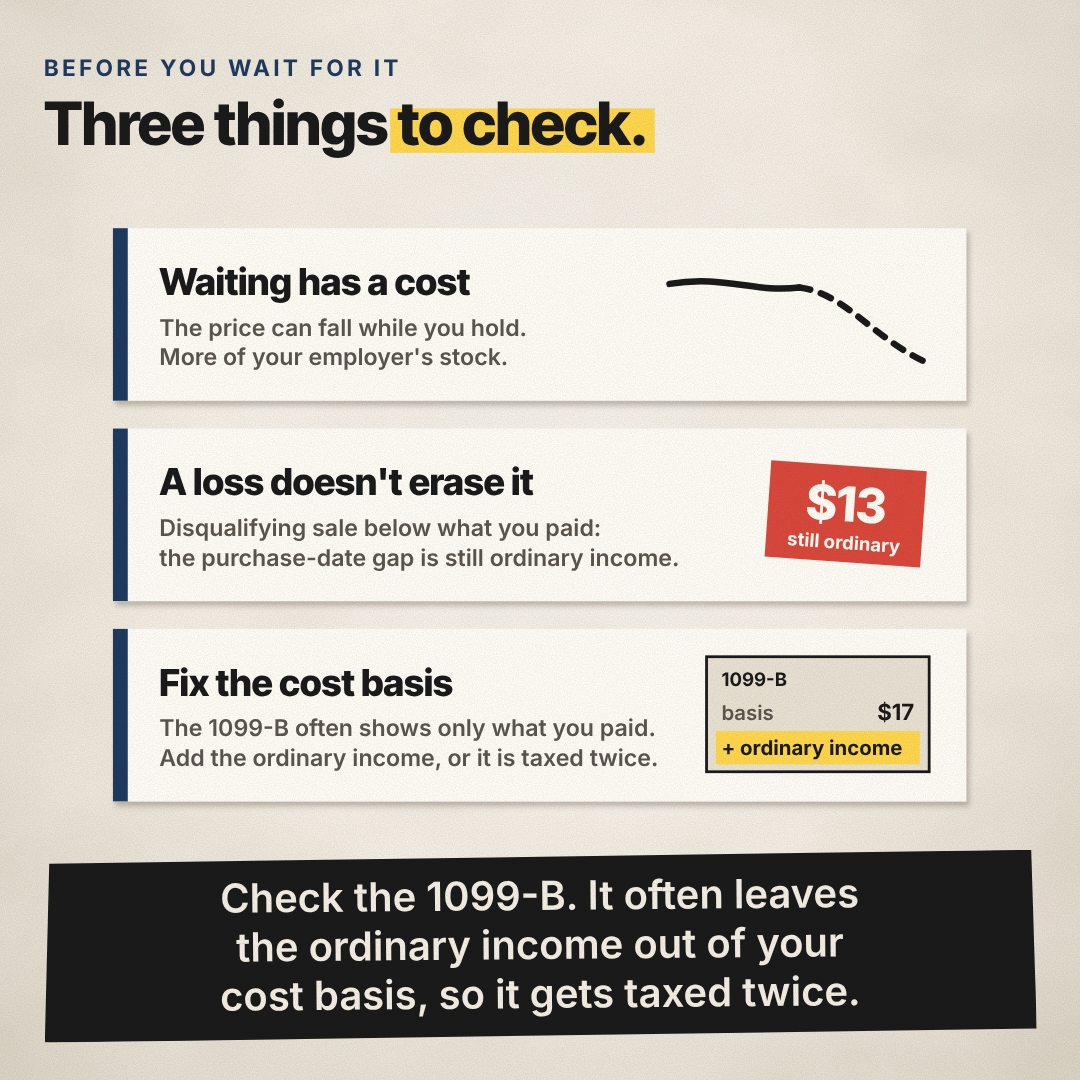 BEFORE YOU WAIT FOR IT
Three things to check.
Waiting has a cost
The price can fall while you hold.
More of your employer's stock.
A loss doesn't erase it
Disqualifying sale below what you paid:
the purchase-date gap is still ordinary income.
$13
still ordinary
Fix the cost basis
The 1099-B often shows only what you paid.
Add the ordinary income, or it is taxed twice.
1099-B
basis $17
+ ordinary income
Check the 1099-B. It often leaves
the ordinary income out of your
cost basis, so it gets taxed twice.